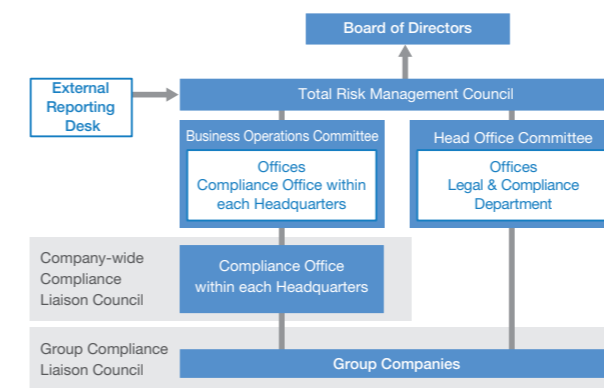 Board of Directors
External
Reporting
Desk
Total Risk Management Council
Business Operations Committee
Offices
Compliance Office within
each Headquarters
Head Office Committee
Offices
Legal & Compliance
Department
Company-wide
Compliance
Liaison Council
Compliance Office
within each Headquarters
Group Compliance
Liaison Council
Group Companies